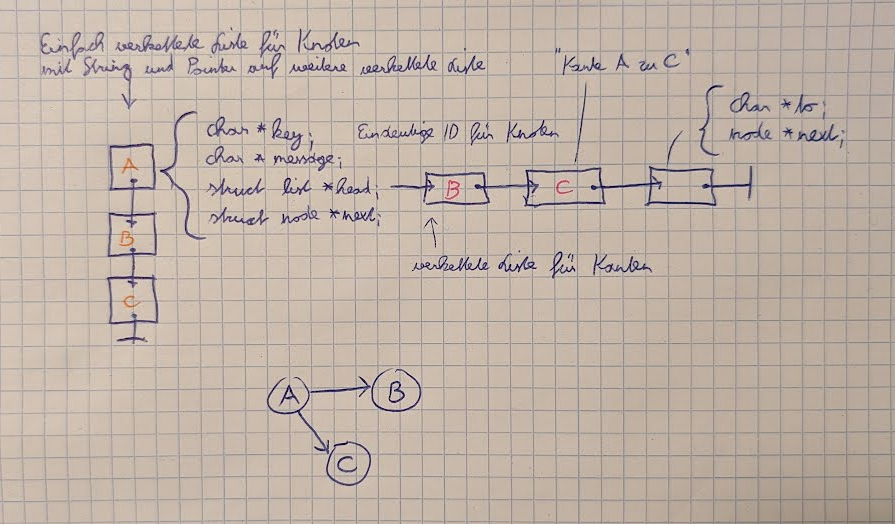 Einfach verkettete Liste für Knoten
mit String und Pointer auf weitere verkettete Liste
"Kante A zu C"
char *to;
node *next;
char *key;
Eindeutige ID für Knoten
char *message;
struct list *head;
struct node *next;
A
B
C
B
C
verkettete Liste für Kanten
A
B
C